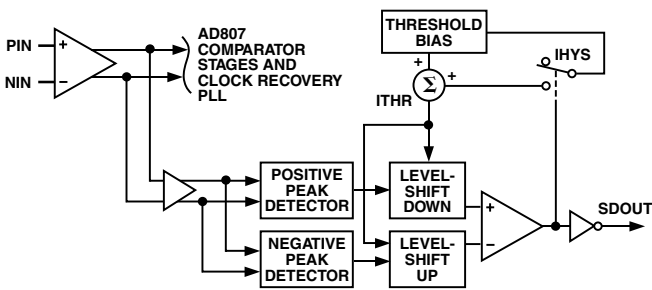 PIN
NIN
+
−
AD807
COMPARATOR
STAGES AND
CLOCK RECOVERY
PLL
THRESHOLD
BIAS
+
+
Σ
ITHR
IHYS
POSITIVE
PEAK
DETECTOR
LEVEL-
SHIFT
DOWN
NEGATIVE
PEAK
DETECTOR
LEVEL-
SHIFT
UP
+
−
SDOUT